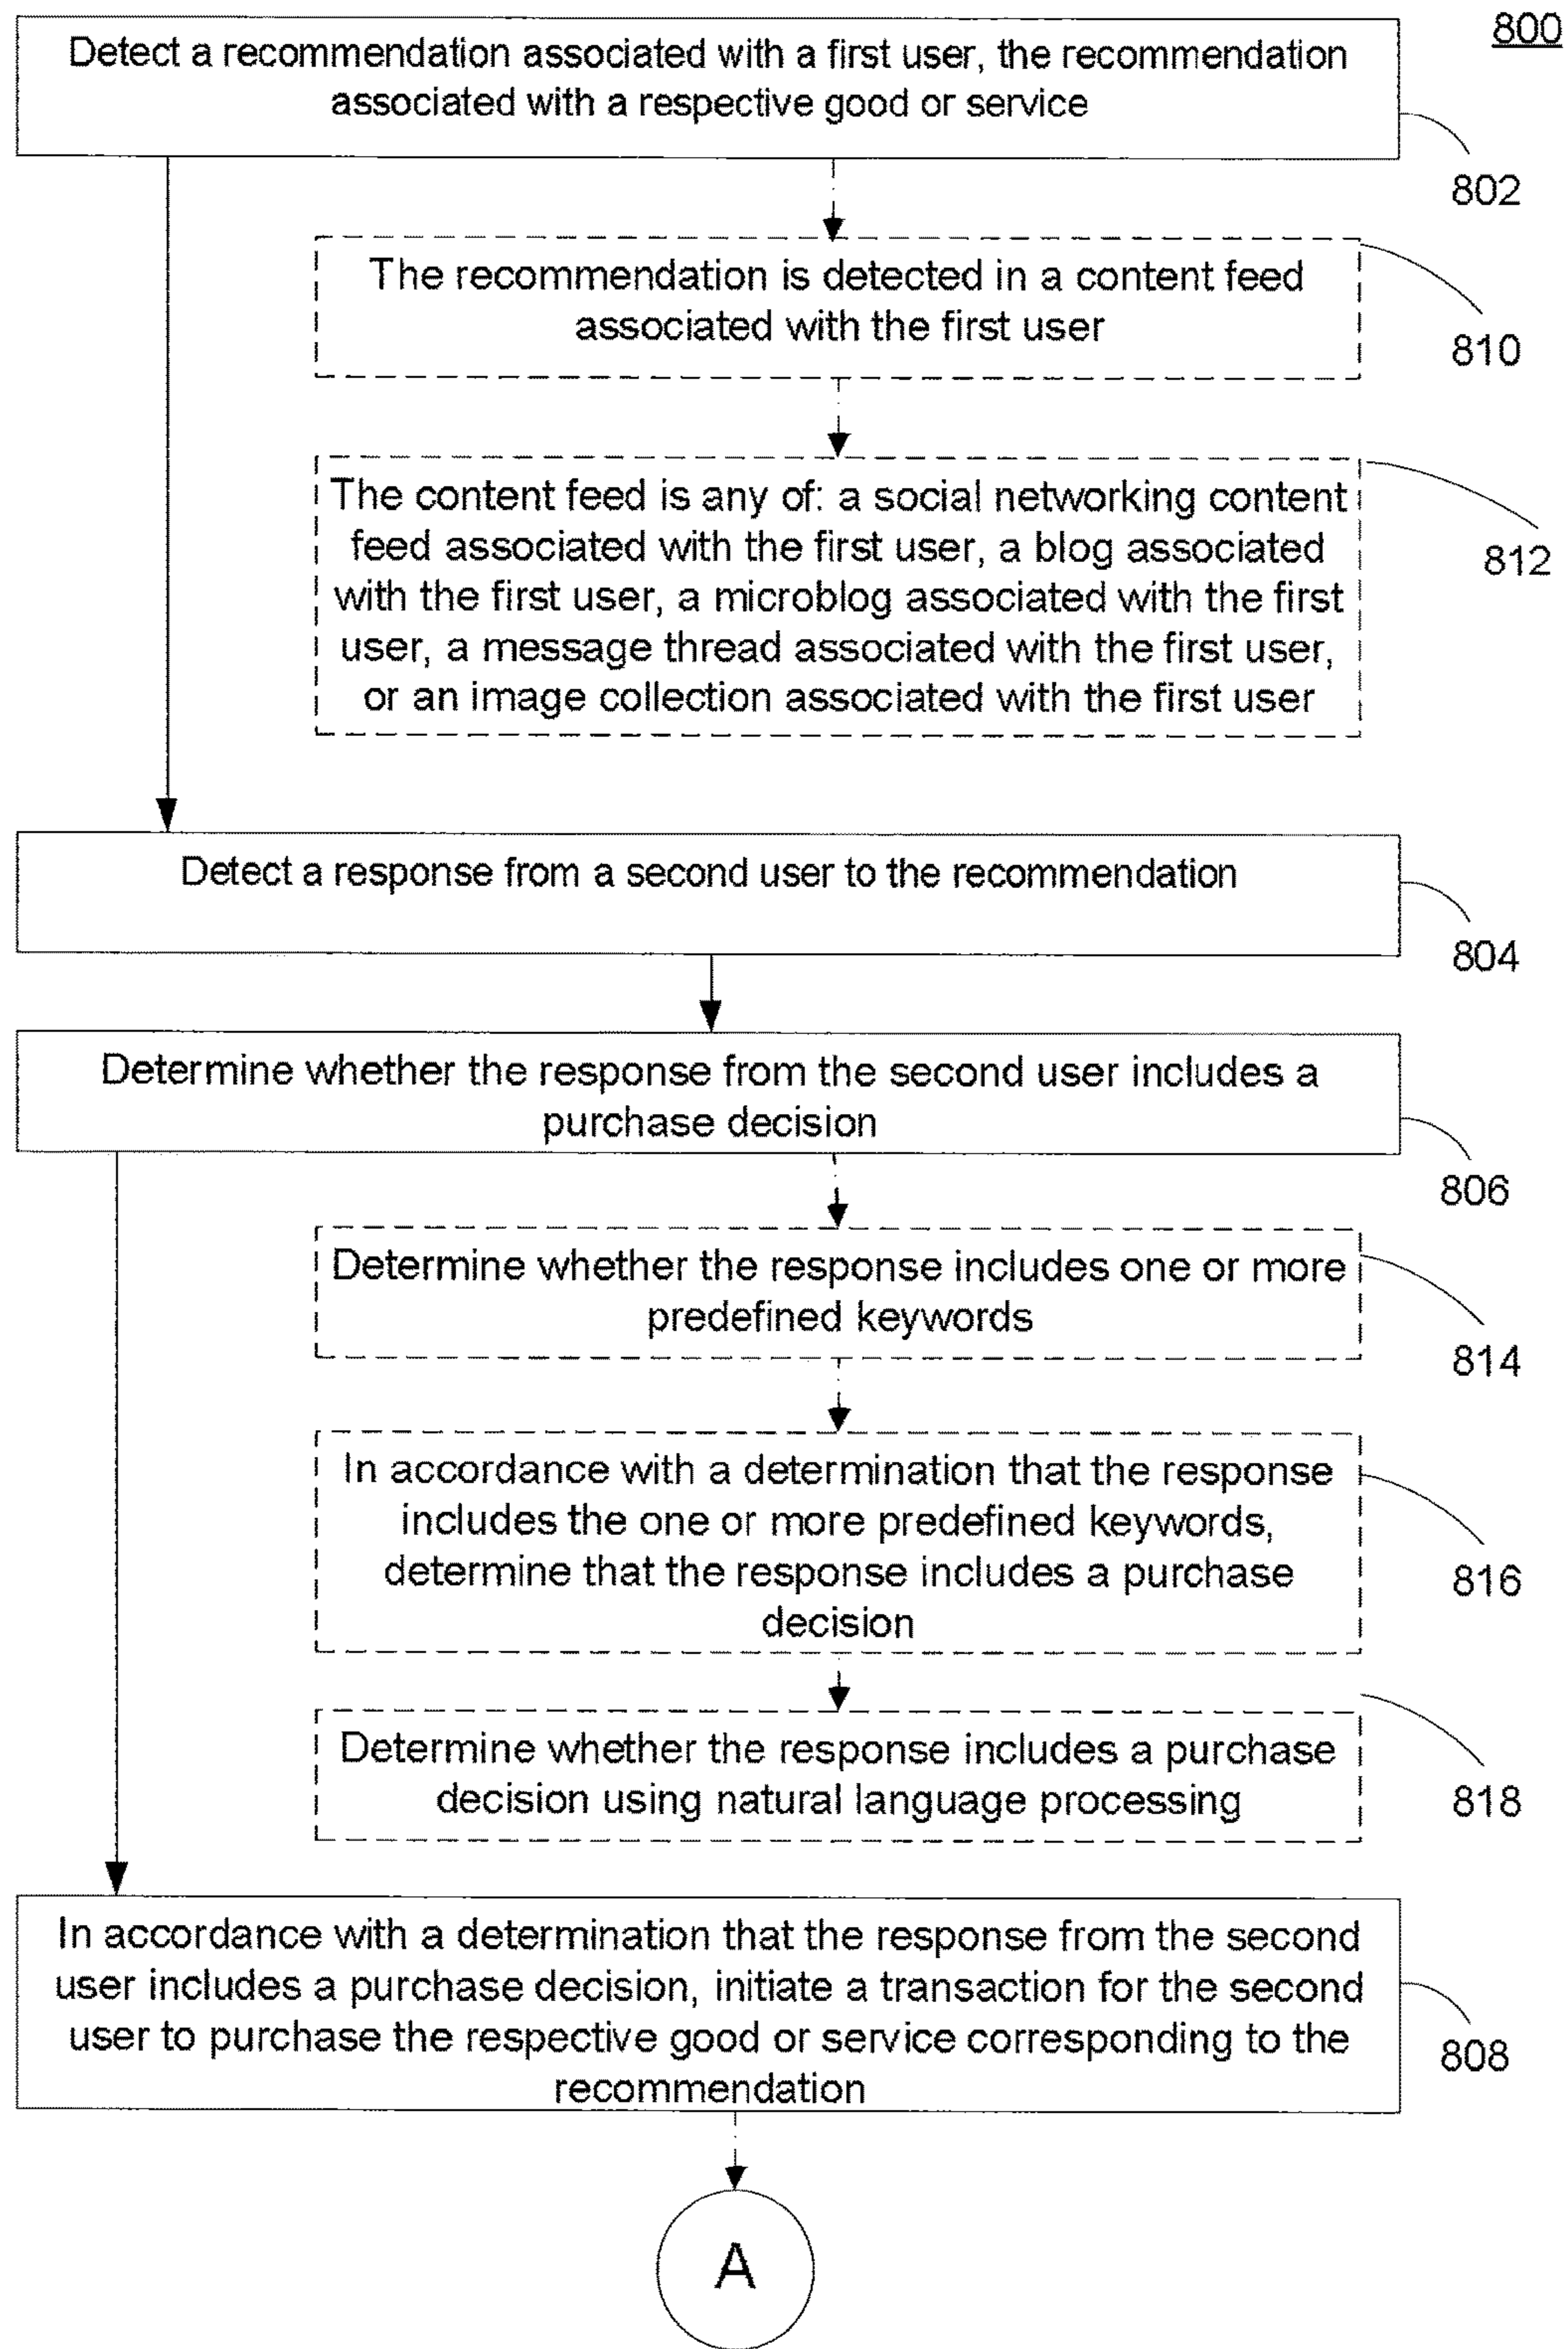 800
Detect a recommendation associated with a first user, the recommendation
associated with a respective good or service
802
The recommendation is detected in a content feed
associated with the first user
810
The content feed is any of: a social networking content
feed associated with the first user, a blog associated
with the first user, a microblog associated with the first
user, a message thread associated with the first user,
or an image collection associated with the first user
812
Detect a response from a second user to the recommendation
804
Determine whether the response from the second user includes a
purchase decision
806
Determine whether the response includes one or more
predefined keywords
814
In accordance with a determination that the response
includes the one or more predefined keywords,
determine that the response includes a purchase
decision
816
Determine whether the response includes a purchase
decision using natural language processing
818
In accordance with a determination that the response from the second
user includes a purchase decision, initiate a transaction for the second
user to purchase the respective good or service corresponding to the
recommendation
808
A